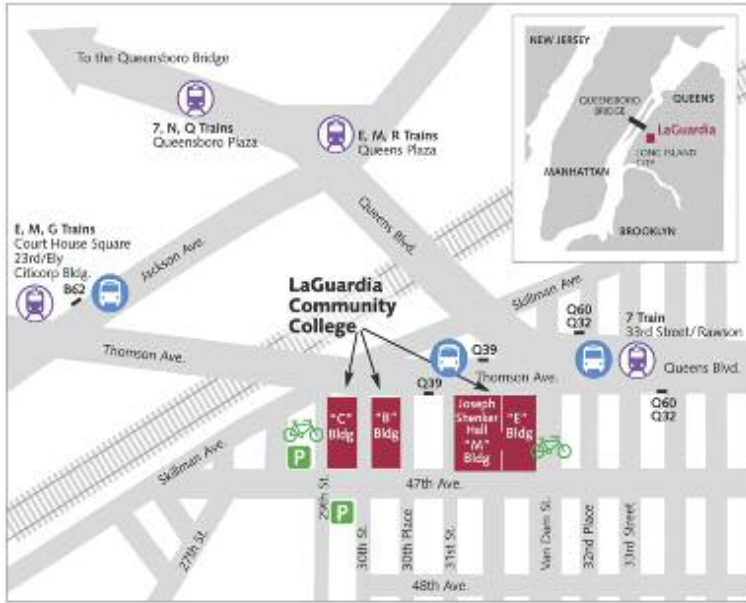 To the Queensboro Bridge
7, N, Q Trains
Queensboro Plaza
E, M, R Trains
Queens Plaza
NEW JERSEY
QUEENS
QUEENSBORO
BRIDGE
LaGuardia
LONG ISLAND
CITY
MANHATTAN
BROOKLYN
E, M, G Trains
Court House Square
23rd/Ely
Citicorp Bldg.
B62
Jackson Ave.
Queens Blvd.
LaGuardia
Community
College
Skillman Ave
Q60
Q32
7 Train
33rd Street/Rawson
Thomson Ave.
Q39
Q39
Thomson Ave.
Queens Blvd.
Q60
Q32
"C"
Bldg
"B"
Bldg
Joseph
Shenker
Hall
"M"
Bldg
"E"
Bldg
Skillman Ave.
P
47th Ave.
P
27th St.
29th St.
30th St.
30th Place
31st St.
Van Dam St.
32nd Place
33rd Street
48th Ave.